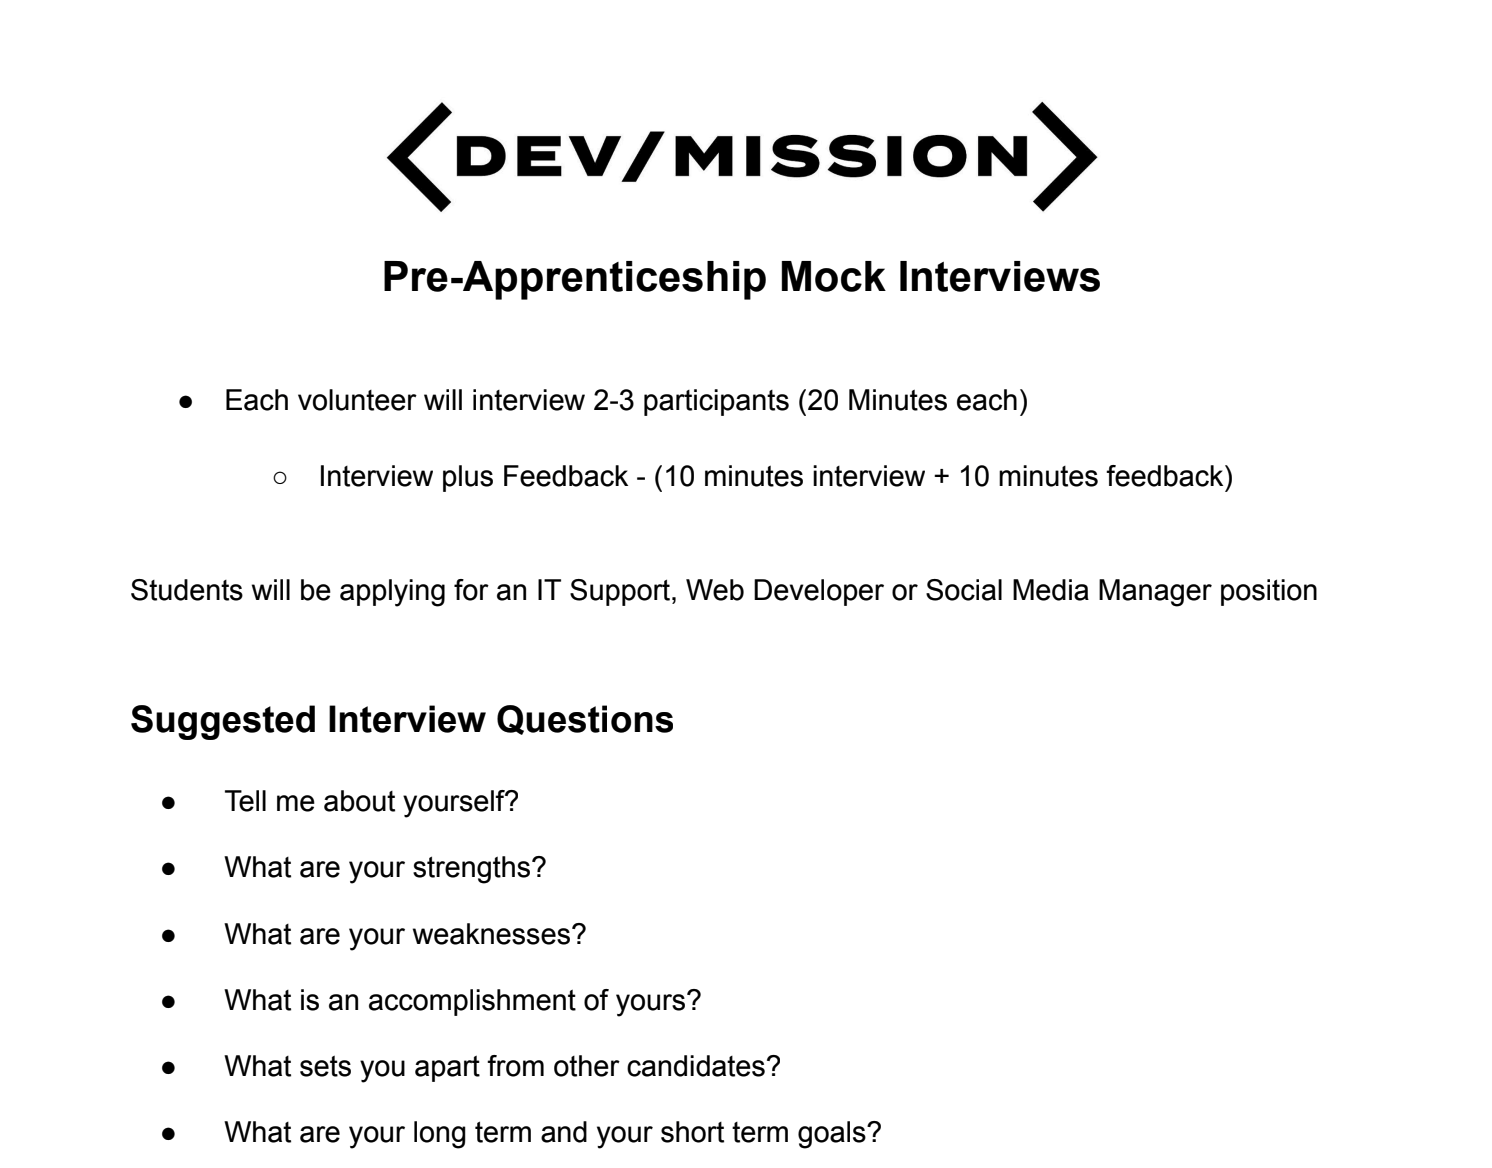 <DEV/MISSION>
Pre-Apprenticeship Mock Interviews
● Each volunteer will interview 2-3 participants (20 Minutes each)
○ Interview plus Feedback - (10 minutes interview + 10 minutes feedback)
Students will be applying for an IT Support, Web Developer or Social Media Manager position
Suggested Interview Questions
● Tell me about yourself?
● What are your strengths?
● What are your weaknesses?
● What is an accomplishment of yours?
● What sets you apart from other candidates?
● What are your long term and your short term goals?